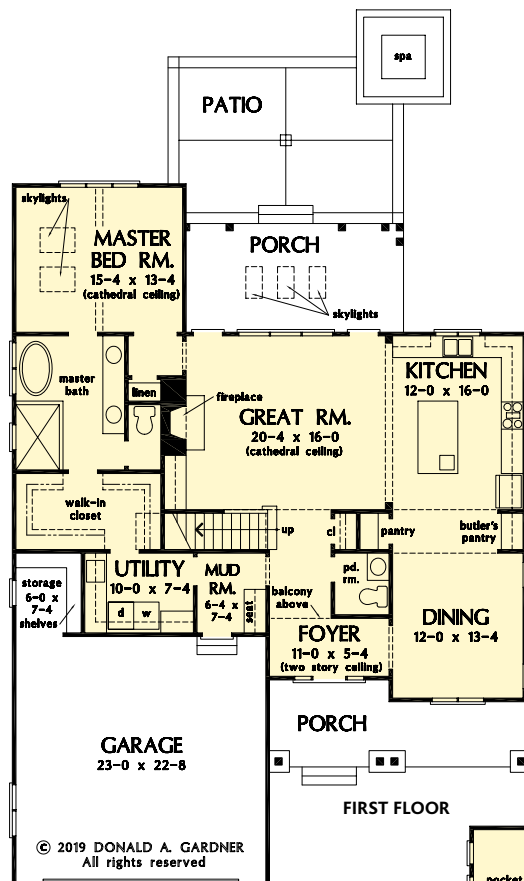 spa
PATIO
skylights
MASTER
BED RM.
15-4 x 13-4
(cathedral ceiling)
PORCH
skylights
master
bath
linen
fireplace
GREAT RM.
20-4 x 16-0
(cathedral ceiling)
KITCHEN
12-0 x 16-0
walk-in
closet
up
cl
pantry
butler's
pantry
storage
6-0 x
7-4
shelves
UTILITY
10-0 x 7-4
d w
MUD
RM.
6-4 x
7-4
seat
pd.
rm.
balcony
above
FOYER
11-0 x 5-4
(two story ceiling)
DINING
12-0 x 13-4
PORCH
GARAGE
23-0 x 22-8
FIRST FLOOR
© 2019 DONALD A. GARDNER
All rights reserved
pocket